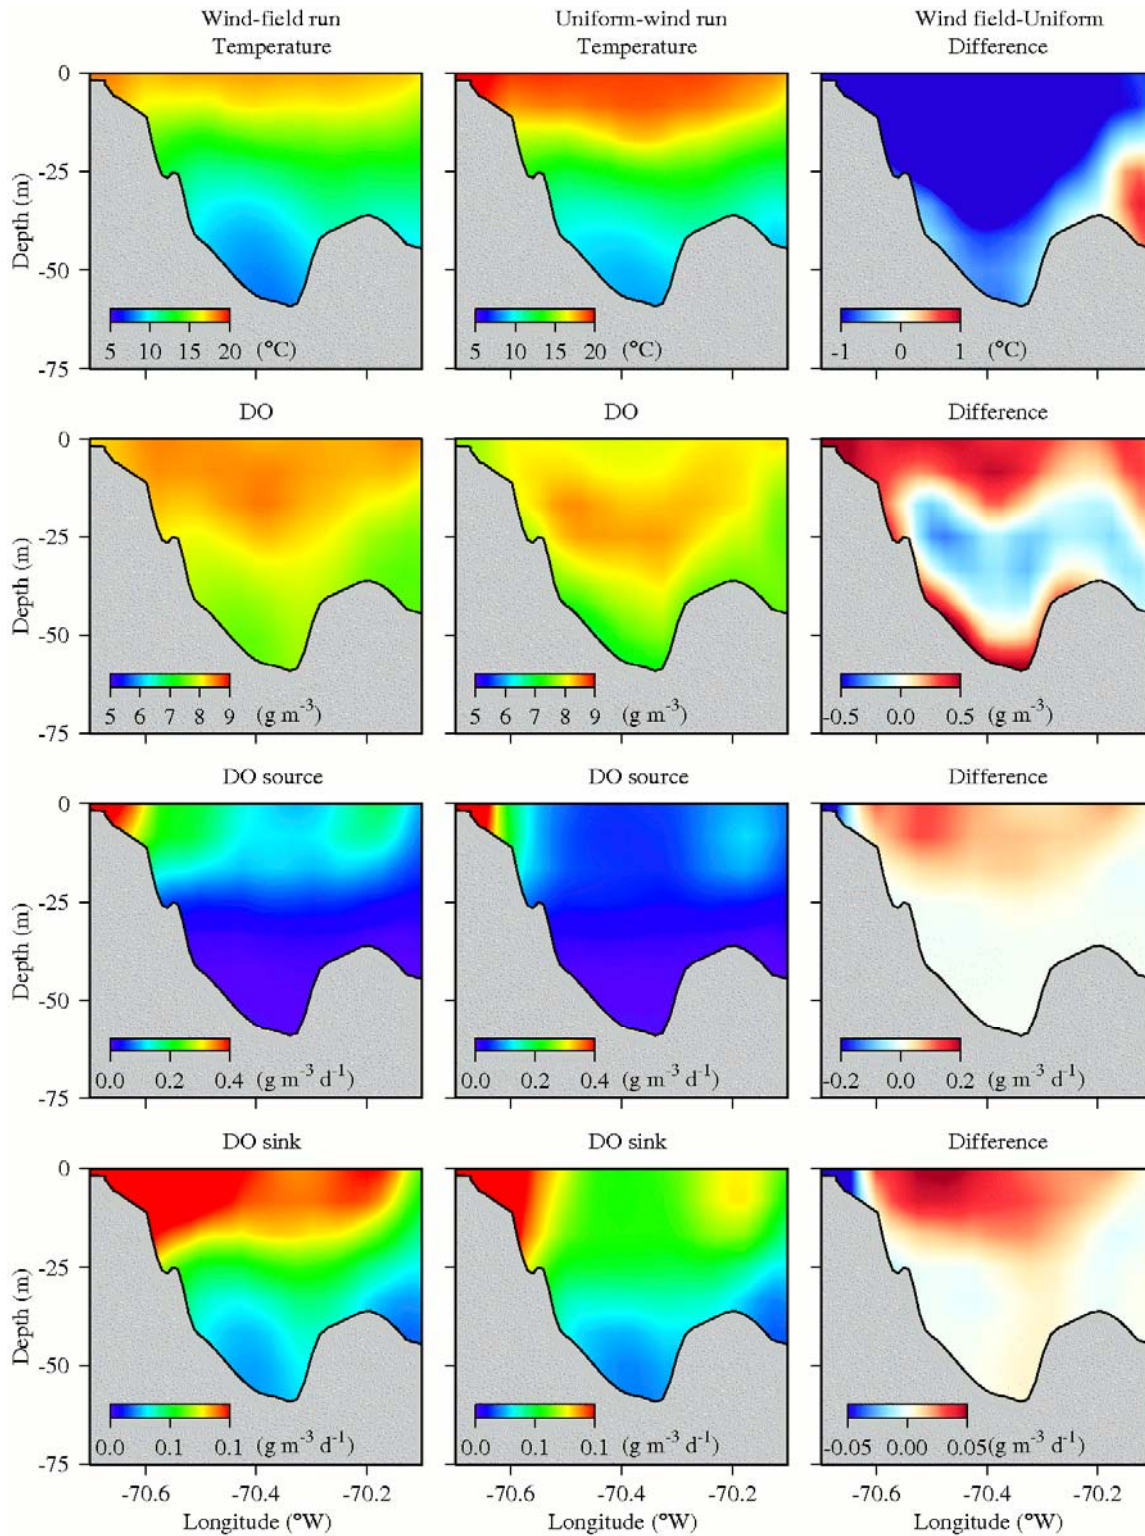 Wind-field run Uniform-wind run Wind field-Uniform
Temperature Temperature Difference
0
-25
-50
-75
Depth (m)
5 10 15 20 (°C) 5 10 15 20 (°C) -1 0 1 (°C)
DO DO Difference
0
-25
-50
-75
Depth (m)
5 6 7 8 9 (g m-3) 5 6 7 8 9 (g m-3) -0.5 0.0 0.5 (g m-3)
DO source DO source Difference
0
-25
-50
-75
Depth (m)
0.0 0.2 0.4 (g m-3 d-1) 0.0 0.2 0.4 (g m-3 d-1) -0.2 0.0 0.2 (g m-3 d-1)
DO sink DO sink Difference
0
-25
-50
-75
Depth (m)
0.0 0.1 0.1 (g m-3 d-1) 0.0 0.1 0.1 (g m-3 d-1) -0.05 0.00 0.05(g m-3 d-1)
-70.6 -70.4 -70.2 -70.6 -70.4 -70.2 -70.6 -70.4 -70.2
Longitude (°W) Longitude (°W) Longitude (°W)